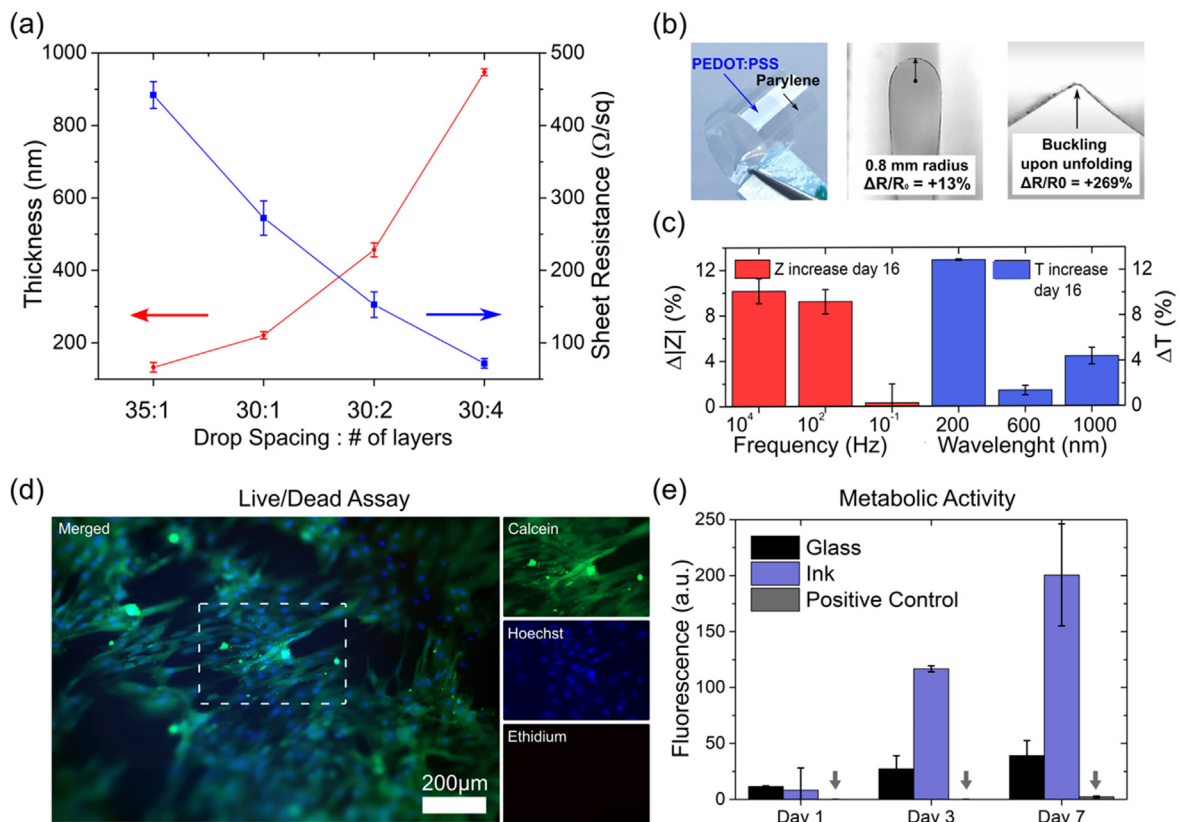 (a)
1000
900
800
700
600
500
400
300
200
Thickness (nm)
500
400
300
200
100
Sheet Resistance (Ω/sq)
35:1 30:1 30:2 30:4
Drop Spacing : # of layers
(b)
PEDOT:PSS
Parylene
0.8 mm radius
ΔR/R₀ = +13%
Buckling
upon unfolding
ΔR/R0 = +269%
(c)
Z increase day 16
T increase
day 16
12
8
4
0
Δ|Z| (%)
12
8
4
0
ΔT (%)
10⁴ 10² 10⁻¹ 200 600 1000
Frequency (Hz) Wavelenght (nm)
(d)
Live/Dead Assay
Merged
200μm
Calcein
Hoechst
Ethidium
(e)
Metabolic Activity
250
200
150
100
50
0
Fluorescence (a.u.)
Glass
Ink
Positive Control
Day 1 Day 3 Day 7